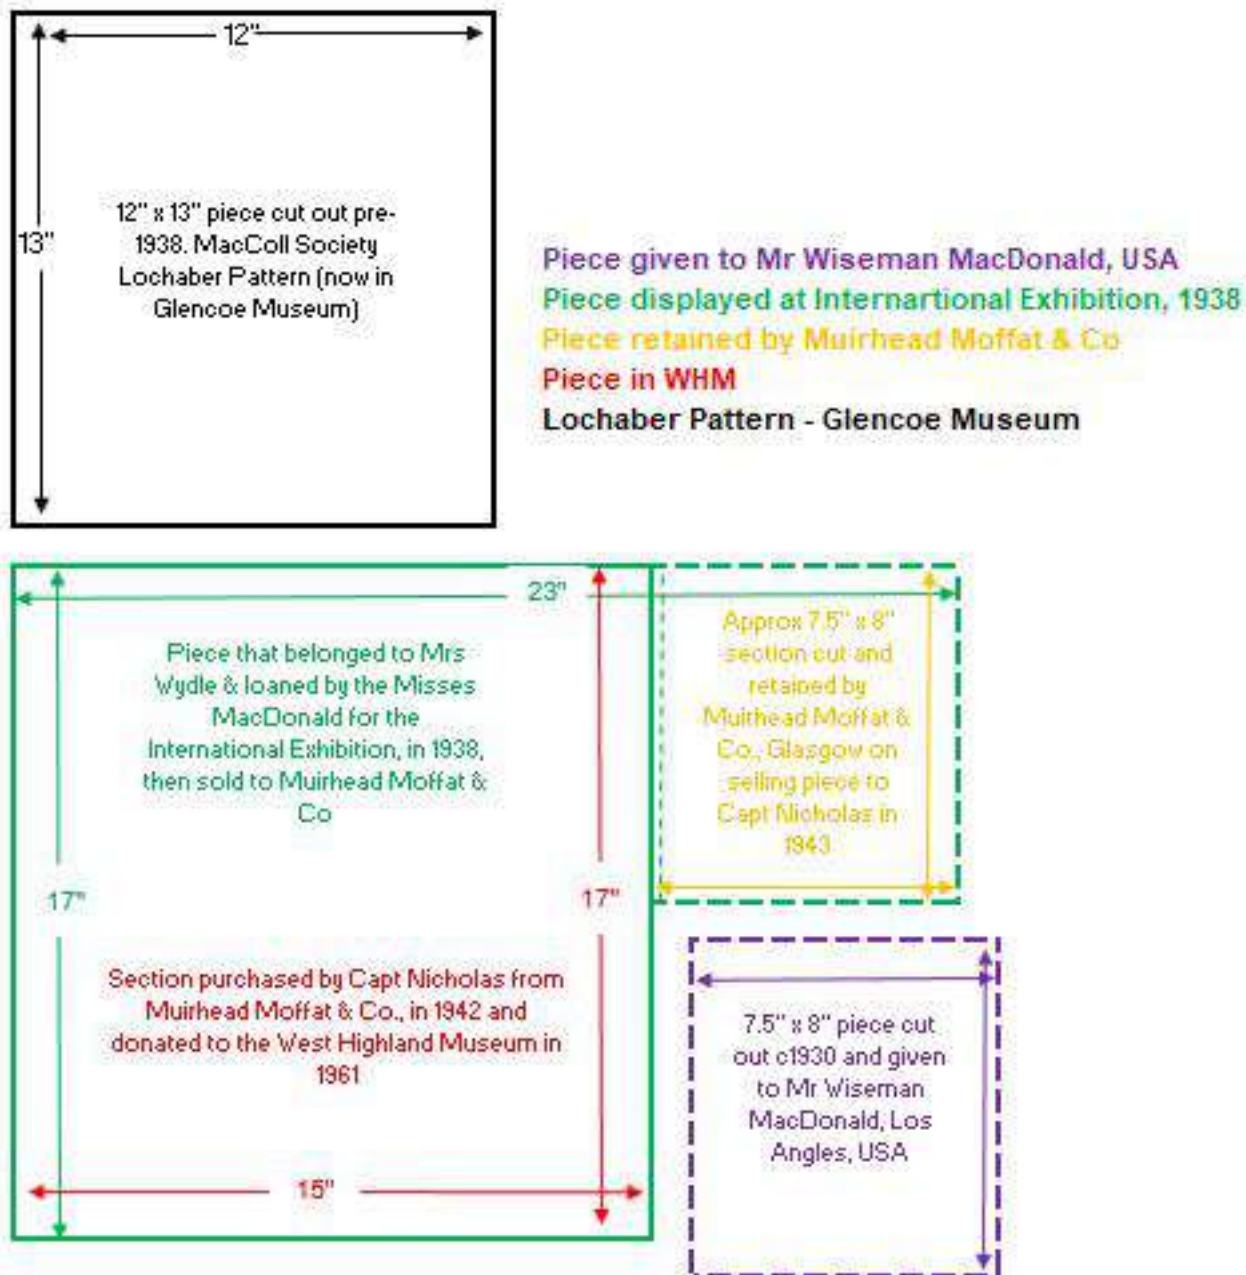 12"
13"
12" x 13" piece cut out pre-
1938. MacColl Society
Lochaber Pattern (now in
Glencoe Museum)
Piece given to Mr Wiseman MacDonald, USA
Piece displayed at Internartional Exhibition, 1938
Piece retained by Muirhead Moffat & Co
Piece in WHM
Lochaber Pattern - Glencoe Museum
23"
Piece that belonged to Mrs
Wydle & loaned by the Misses
MacDonald for the
International Exhibition, in 1938,
then sold to Muirhead Moffat &
Co
Approx 7.5" x 8"
section cut and
retained by
Muirhead Moffat &
Co., Glasgow on
selling piece to
Capt Nicholas in
1943
17"
17"
Section purchased by Capt Nicholas from
Muirhead Moffat & Co., in 1942 and
donated to the West Highland Museum in
1961
15"
7.5" x 8" piece cut
out c1930 and given
to Mr Wiseman
MacDonald, Los
Angles, USA